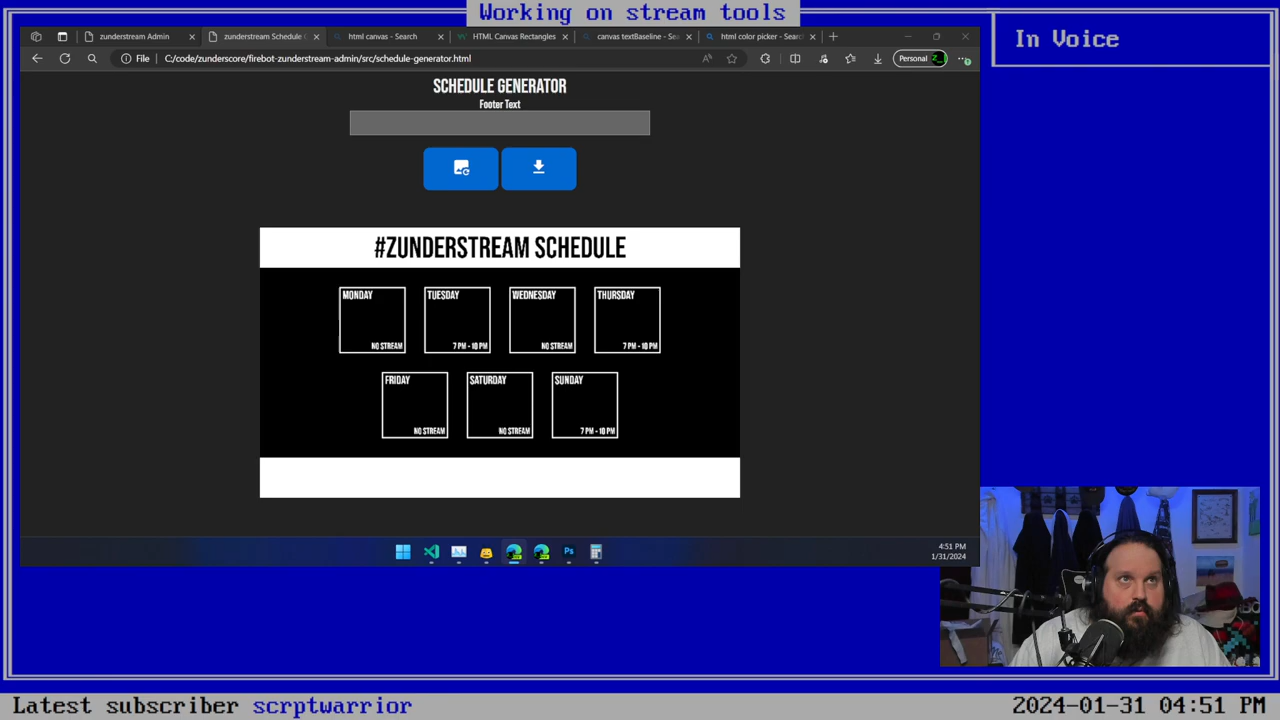 Working on stream tools
zunderstream Admin
zunderstream Schedule G
html canvas - Search
HTML Canvas Rectangles
canvas textBaseline - Sea
html color picker - Search
File
C:/code/zunderscore/firebot-zunderstream-admin/src/schedule-generator.html
Personal
In Voice
SCHEDULE GENERATOR
Footer Text
#ZUNDERSTREAM SCHEDULE
MONDAY
TUESDAY
WEDNESDAY
THURSDAY
NO STREAM
7 PM - 10 PM
NO STREAM
7 PM - 10 PM
FRIDAY
SATURDAY
SUNDAY
NO STREAM
NO STREAM
7 PM - 10 PM
Ps
4:51 PM
1/31/2024
Latest subscriber scrptwarrior
2024-01-31 04:51 PM